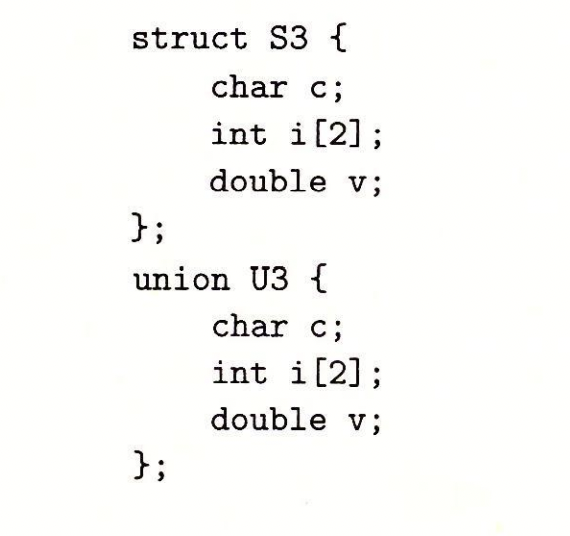 struct S3 {
    char c;
    int i[2];
    double v;
};
union U3 {
    char c;
    int i[2];
    double v;
};